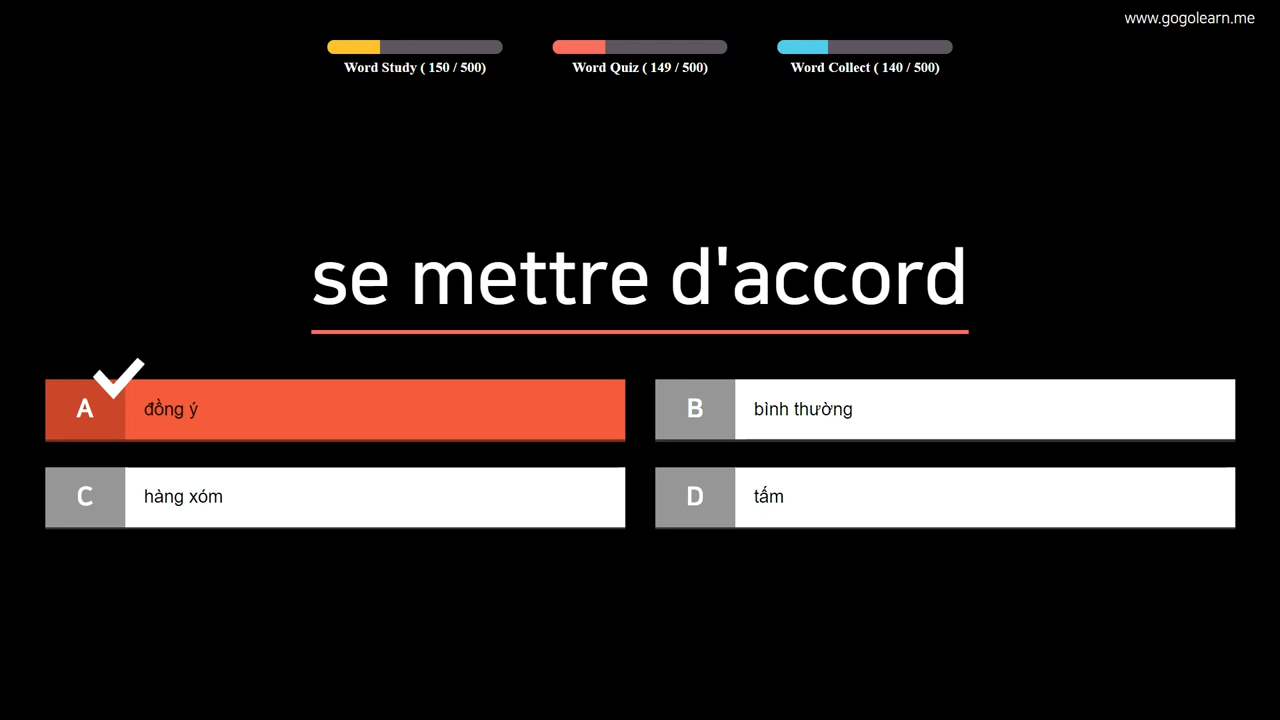 www.gogolearn.me
Word Study ( 150 / 500)
Word Quiz ( 149 / 500)
Word Collect ( 140 / 500)
se mettre d'accord
A đồng ý
B bình thường
C hàng xóm
D tấm